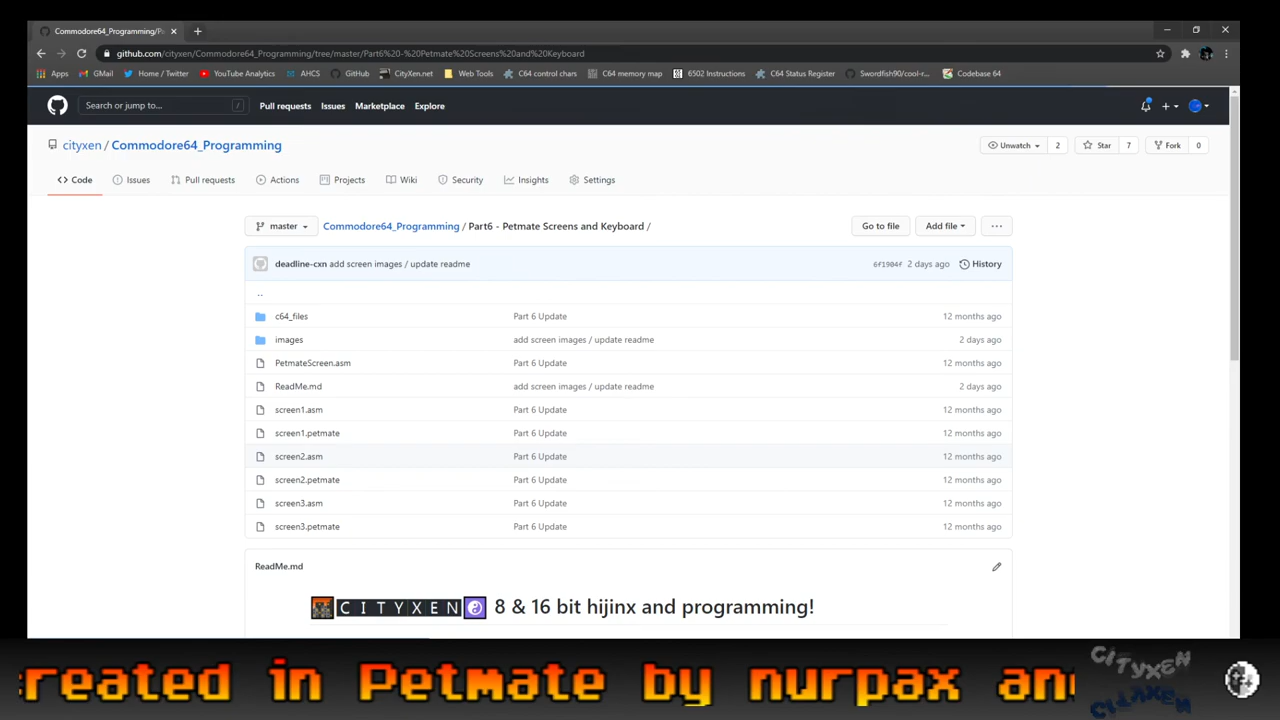 Commodore64_Programming/Pa
github.com/cityxen/Commodore64_Programming/tree/master/Part6%20-%20Petmate%20Screens%20and%20Keyboard
Apps GMail Home / Twitter YouTube Analytics AHCS GitHub CityXen.net Web Tools C64 control chars C64 memory map 6502 Instructions C64 Status Register Swordfish90/cool-r... Codebase 64
Search or jump to... / Pull requests Issues Marketplace Explore
cityxen / Commodore64_Programming Unwatch 2 Star 7 Fork 0
<> Code Issues Pull requests Actions Projects Wiki Security Insights Settings
master Commodore64_Programming / Part6 - Petmate Screens and Keyboard / Go to file Add file ...
deadline-cxn add screen images / update readme 6f1904f 2 days ago History
..
c64_files Part 6 Update 12 months ago
images add screen images / update readme 2 days ago
PetmateScreen.asm Part 6 Update 12 months ago
ReadMe.md add screen images / update readme 2 days ago
screen1.asm Part 6 Update 12 months ago
screen1.petmate Part 6 Update 12 months ago
screen2.asm Part 6 Update 12 months ago
screen2.petmate Part 6 Update 12 months ago
screen3.asm Part 6 Update 12 months ago
screen3.petmate Part 6 Update 12 months ago
ReadMe.md
CITYXEN 8 & 16 bit hijinx and programming!
reated in Petmate by nurpax an
CITYXEN
CITYXEN